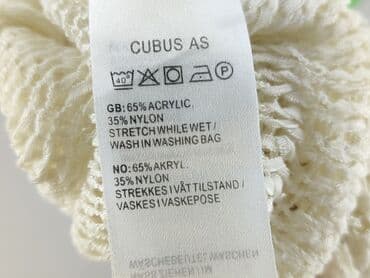 CUBUS AS
40°
P
GB: 65% ACRYLIC,
35% NYLON
STRETCH WHILE WET /
WASH IN WASHING BAG
NO: 65% AKRYL.
35% NYLON
STREKKES I VÅT TILSTAND /
VASKES I VASKEPOSE